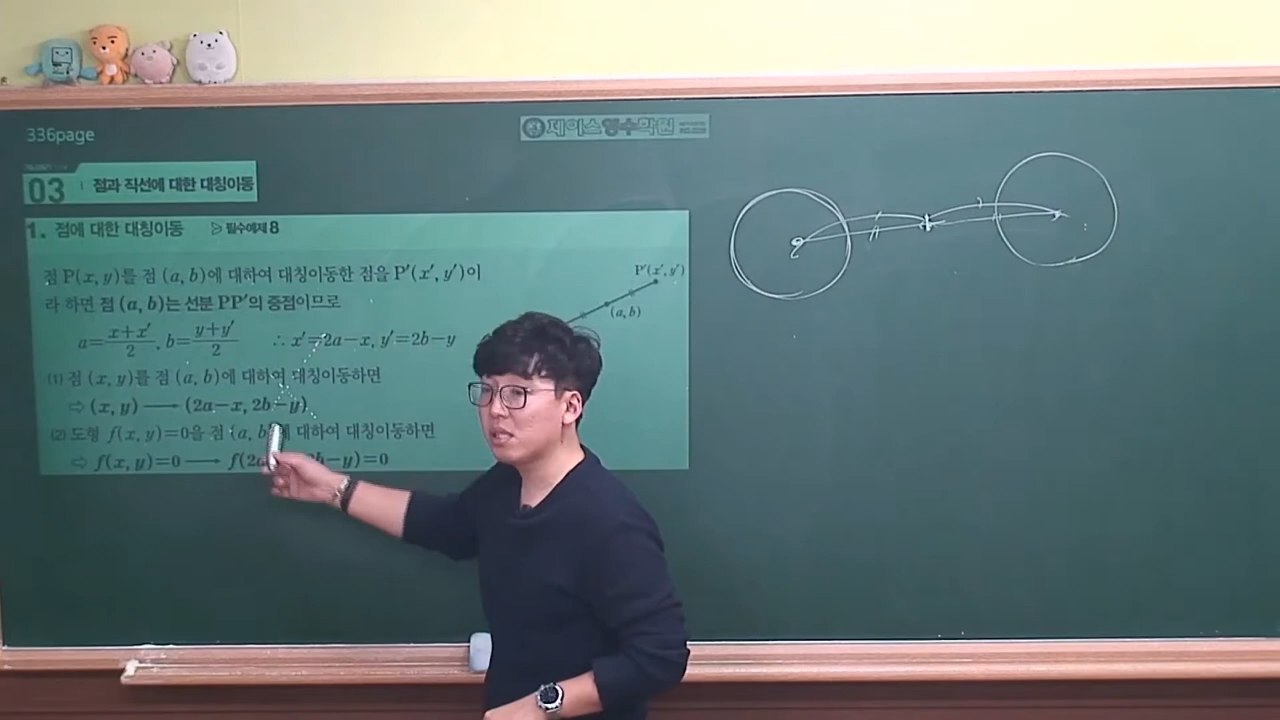 336page
제이스영수학원
03 점과 직선에 대한 대칭이동
1. 점에 대한 대칭이동 ▷ 필수예제 8
점 P(x, y)를 점 (a, b)에 대하여 대칭이동한 점을 P′(x′, y′)이
라 하면 점 (a, b)는 선분 PP′의 중점이므로
a=\frac{x+x′}{2}, b=\frac{y+y′}{2} ∴ x′=2a−x, y′=2b−y
(1) 점 (x, y)를 점 (a, b)에 대하여 대칭이동하면
⇨ (x, y) ⟶ (2a−x, 2b−y)
(2) 도형 f(x, y)=0을 점 (a, b 에 대하여 대칭이동하면
⇨ f(x, y)=0 ⟶ f(2a 2b−y)=0
P′(x′, y′)
(a, b)